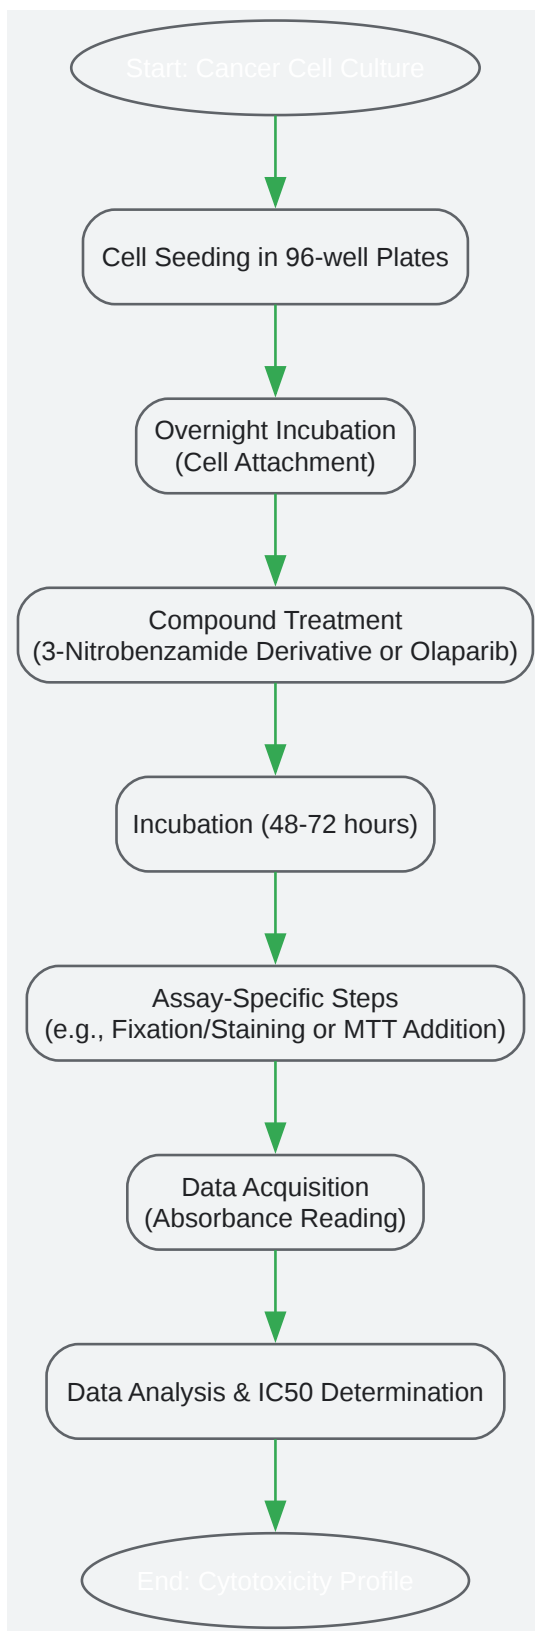 Start: Cancer Cell Culture
Cell Seeding in 96-well Plates
Overnight Incubation
(Cell Attachment)
Compound Treatment
(3-Nitrobenzamide Derivative or Olaparib)
Incubation (48-72 hours)
Assay-Specific Steps
(e.g., Fixation/Staining or MTT Addition)
Data Acquisition
(Absorbance Reading)
Data Analysis & IC50 Determination
End: Cytotoxicity Profile